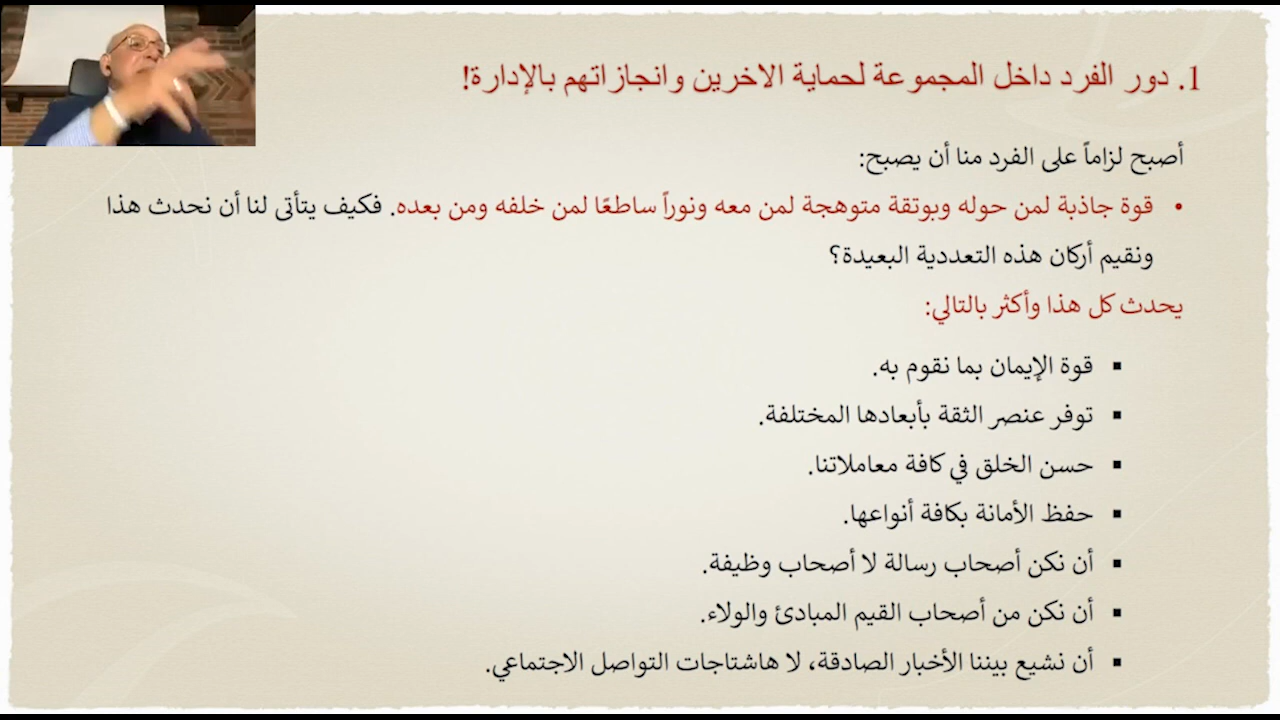 1. دور الفرد داخل المجموعة لحماية الاخرين وانجازاتهم بالإدارة!
أصبح لزاماً على الفرد منا أن يصبح:
• قوة جاذبة لمن حوله وبوتقة متوهجة لمن معه ونوراً ساطعًا لمن خلفه ومن بعده. فكيف يتأتى لنا أن نحدث هذا
ونقيم أركان هذه التعددية البعيدة؟
يحدث كل هذا وأكثر بالتالي:
▪ قوة الإيمان بما نقوم به.
▪ توفر عنصر الثقة بأبعادها المختلفة.
▪ حسن الخلق في كافة معاملاتنا.
▪ حفظ الأمانة بكافة أنواعها.
▪ أن نكن أصحاب رسالة لا أصحاب وظيفة.
▪ أن نكن من أصحاب القيم المبادئ والولاء.
▪ أن نشيع بيننا الأخبار الصادقة، لا هاشتاجات التواصل الاجتماعي.